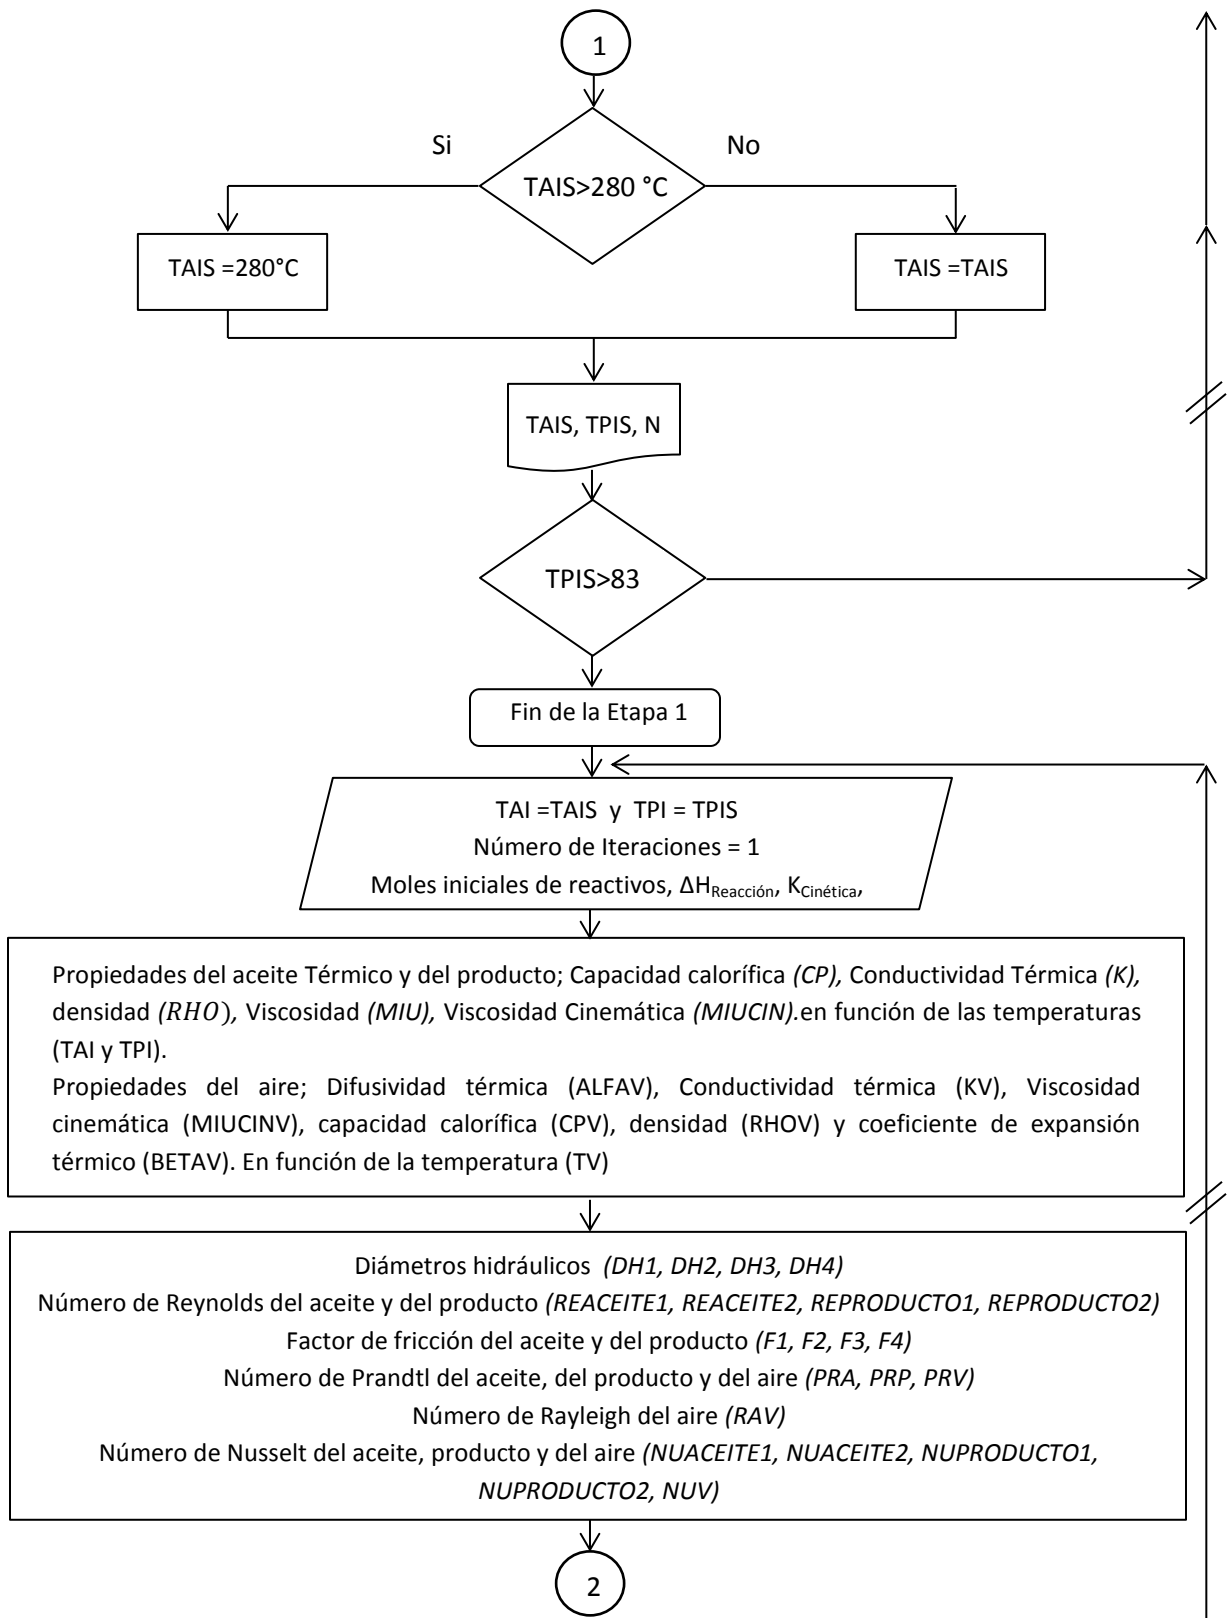 1
Si
No
TAIS>280 °C
TAIS =280°C
TAIS =TAIS
TAIS, TPIS, N
TPIS>83
Fin de la Etapa 1
TAI =TAIS y TPI = TPIS
Número de Iteraciones = 1
Moles iniciales de reactivos, ΔHReacción, KCinética,
Propiedades del aceite Térmico y del producto; Capacidad calorífica (CP), Conductividad Térmica (K),
densidad (RHO), Viscosidad (MIU), Viscosidad Cinemática (MIUCIN).en función de las temperaturas
(TAI y TPI).
Propiedades del aire; Difusividad térmica (ALFAV), Conductividad térmica (KV), Viscosidad
cinemática (MIUCINV), capacidad calorífica (CPV), densidad (RHOV) y coeficiente de expansión
térmico (BETAV). En función de la temperatura (TV)
Diámetros hidráulicos (DH1, DH2, DH3, DH4)
Número de Reynolds del aceite y del producto (REACEITE1, REACEITE2, REPRODUCTO1, REPRODUCTO2)
Factor de fricción del aceite y del producto (F1, F2, F3, F4)
Número de Prandtl del aceite, del producto y del aire (PRA, PRP, PRV)
Número de Rayleigh del aire (RAV)
Número de Nusselt del aceite, producto y del aire (NUACEITE1, NUACEITE2, NUPRODUCTO1,
NUPRODUCTO2, NUV)
2